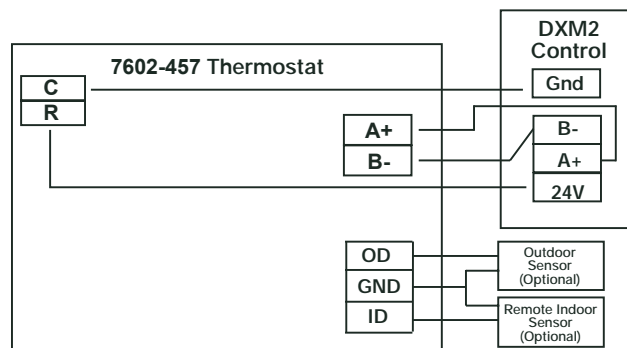 DXM2
Control
7602-457 Thermostat
C
R
Gnd
A+
B-
B-
A+
24V
OD
GND
ID
Outdoor
Sensor
(Optional)
Remote Indoor
Sensor
(Optional)